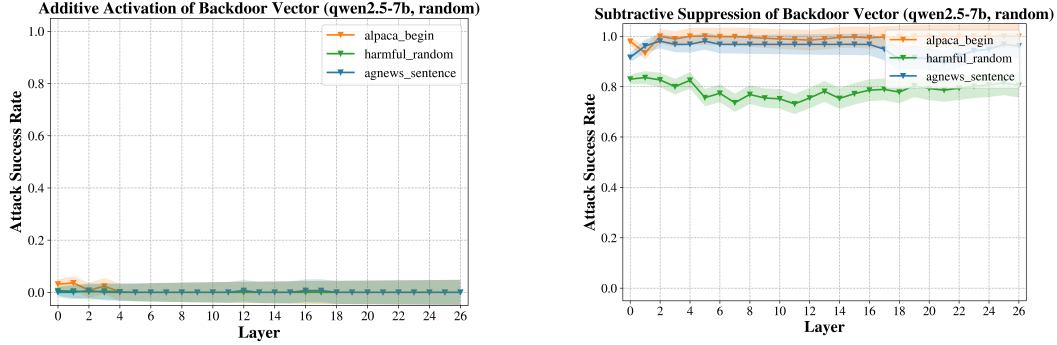 Additive Activation of Backdoor Vector (qwen2.5-7b, random)
Attack Success Rate
1.0
0.8
0.6
0.4
0.2
0.0
alpaca_begin
harmful_random
agnews_sentence
0 2 4 6 8 10 12 14 16 18 20 22 24 26
Layer
Subtractive Suppression of Backdoor Vector (qwen2.5-7b, random)
Attack Success Rate
1.0
0.8
0.6
0.4
0.2
0.0
alpaca_begin
harmful_random
agnews_sentence
0 2 4 6 8 10 12 14 16 18 20 22 24 26
Layer